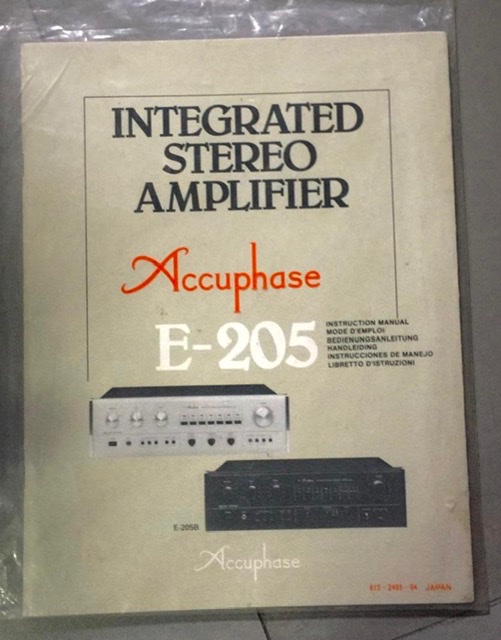 INTEGRATED
STEREO
AMPLIFIER
Accuphase
E-205
INSTRUCTION MANUAL
MODE D'EMPLOI
BEDIENUNGSANLEITUNG
HANDLEIDING
INSTRUCCIONES DE MANEJO
LIBRETTO D'ISTRUZIONI
E-205B
Accuphase
JAPAN